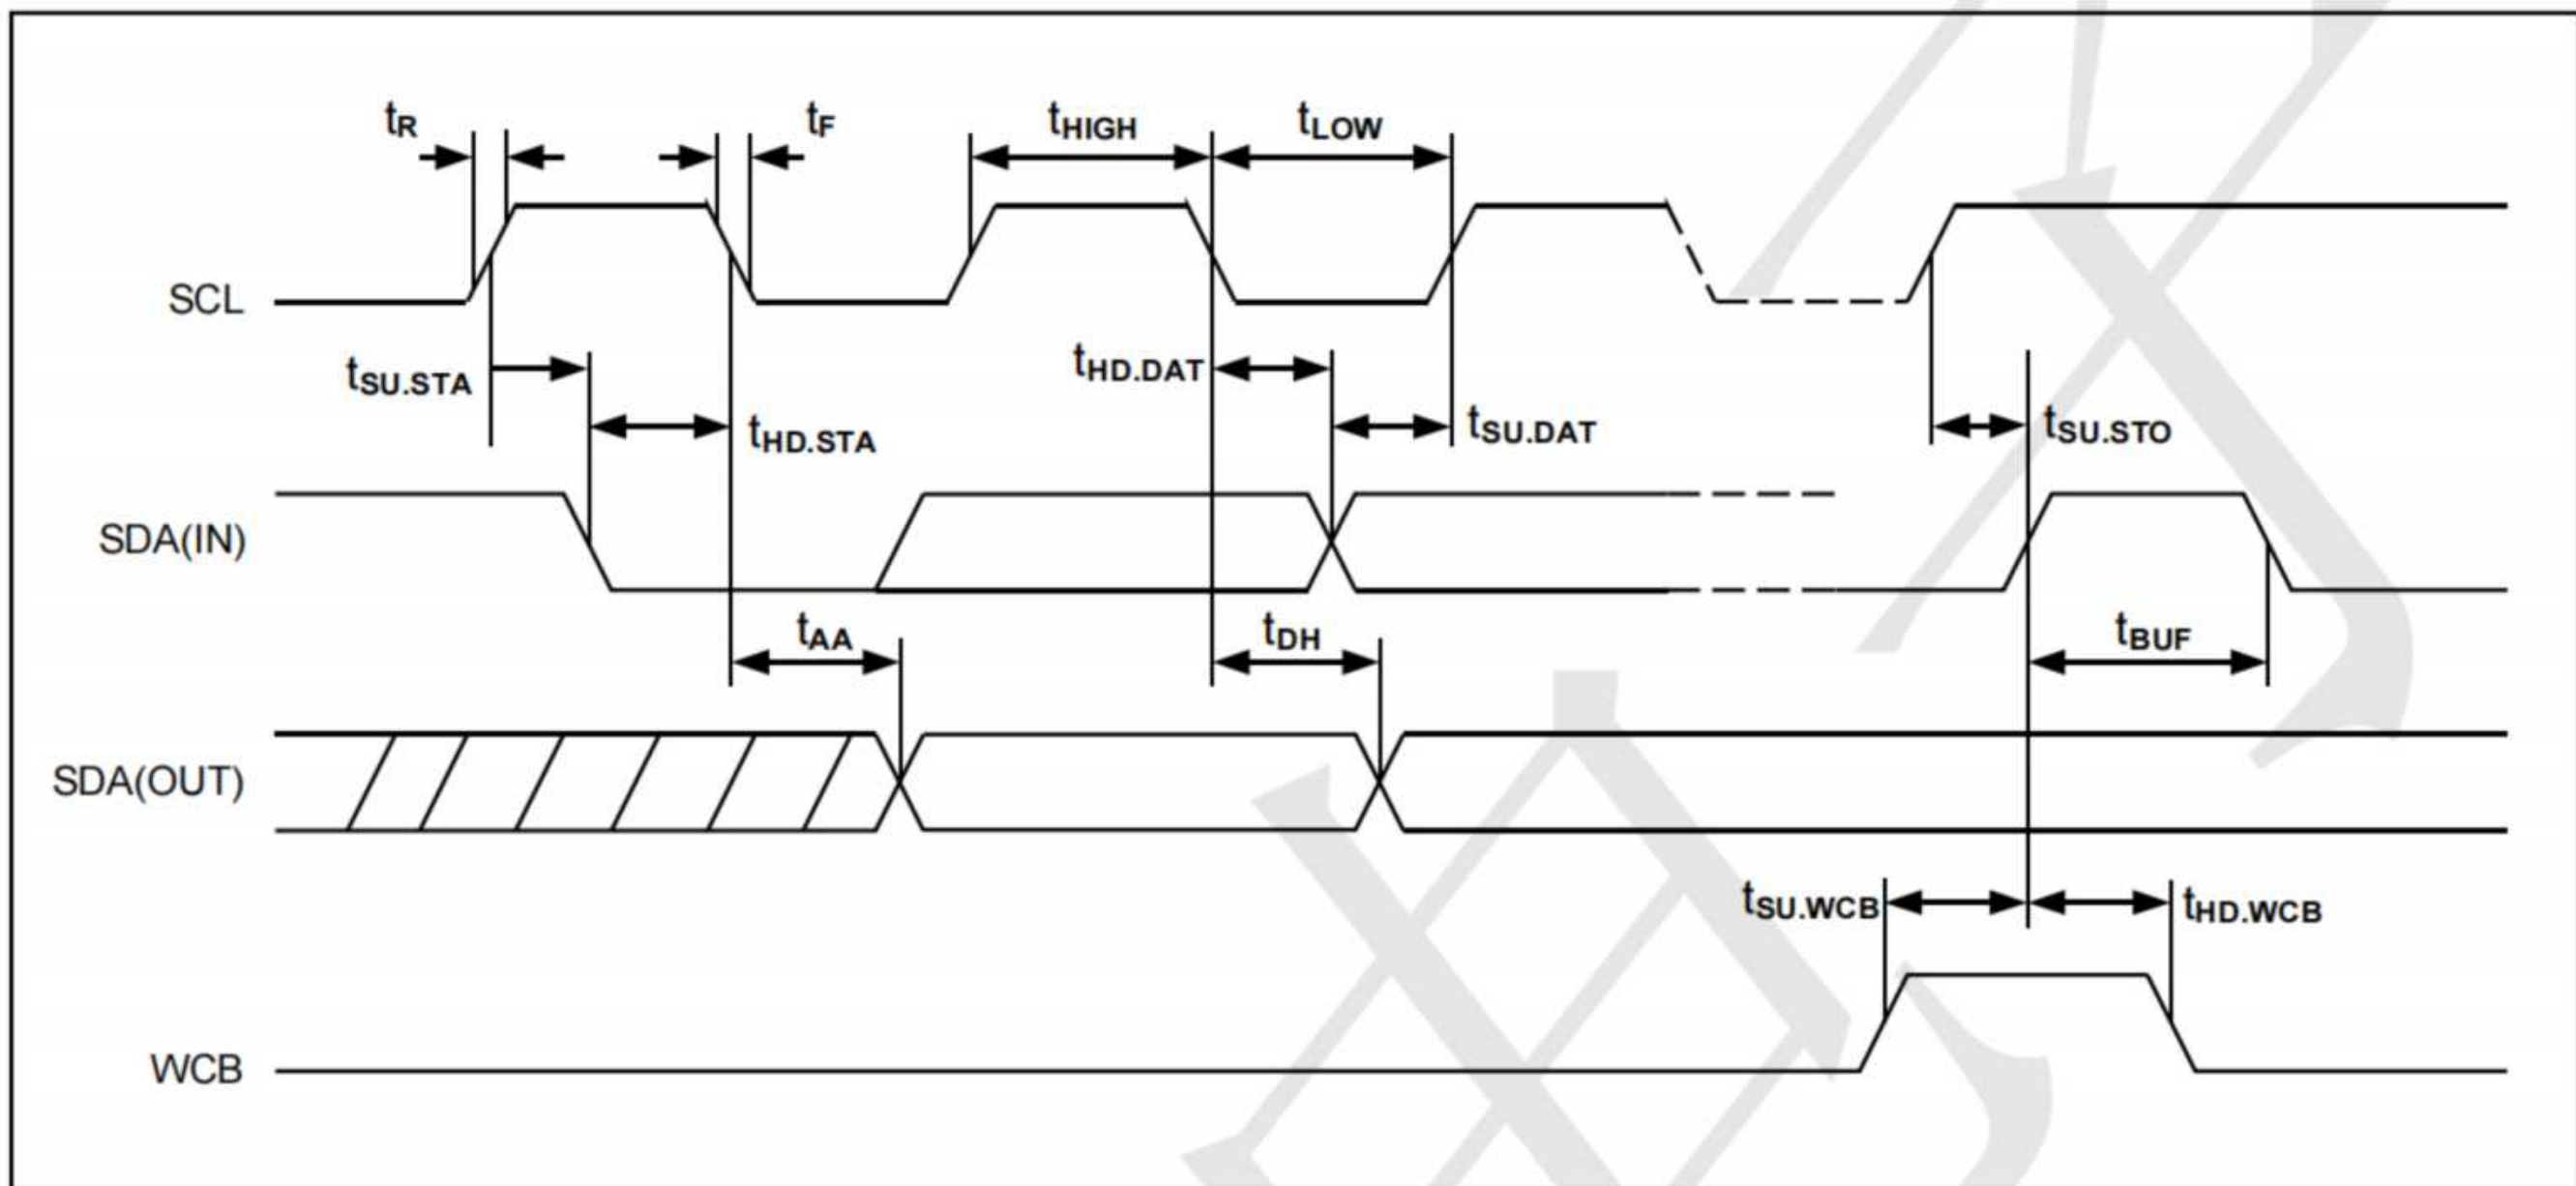 tR tF tHIGH tLOW
SCL
tSU.STA tHD.STA tHD.DAT tSU.DAT tSU.STO
SDA(IN)
tAA tDH tBUF
SDA(OUT)
tSU.WCB tHD.WCB
WCB